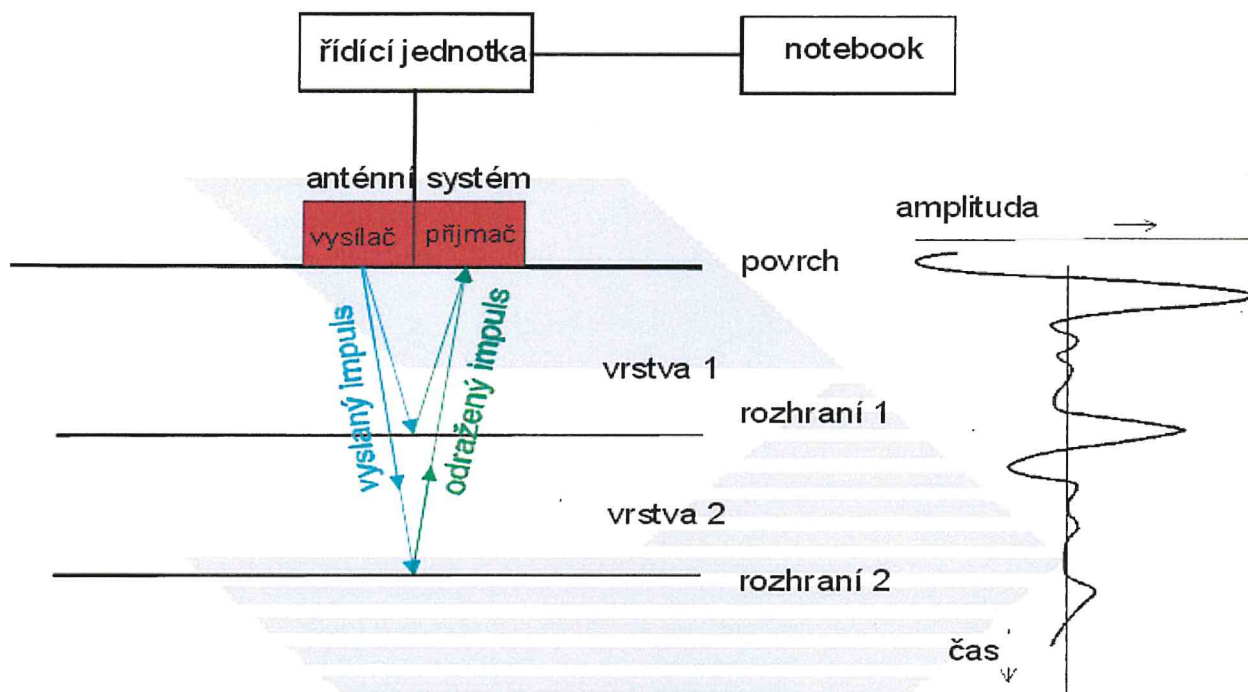 řídící jednotka
notebook
anténní systém
vysílač
příjmač
amplituda
povrch
vyslaný impuls
odražený impuls
vrstva 1
rozhraní 1
vrstva 2
rozhraní 2
čas